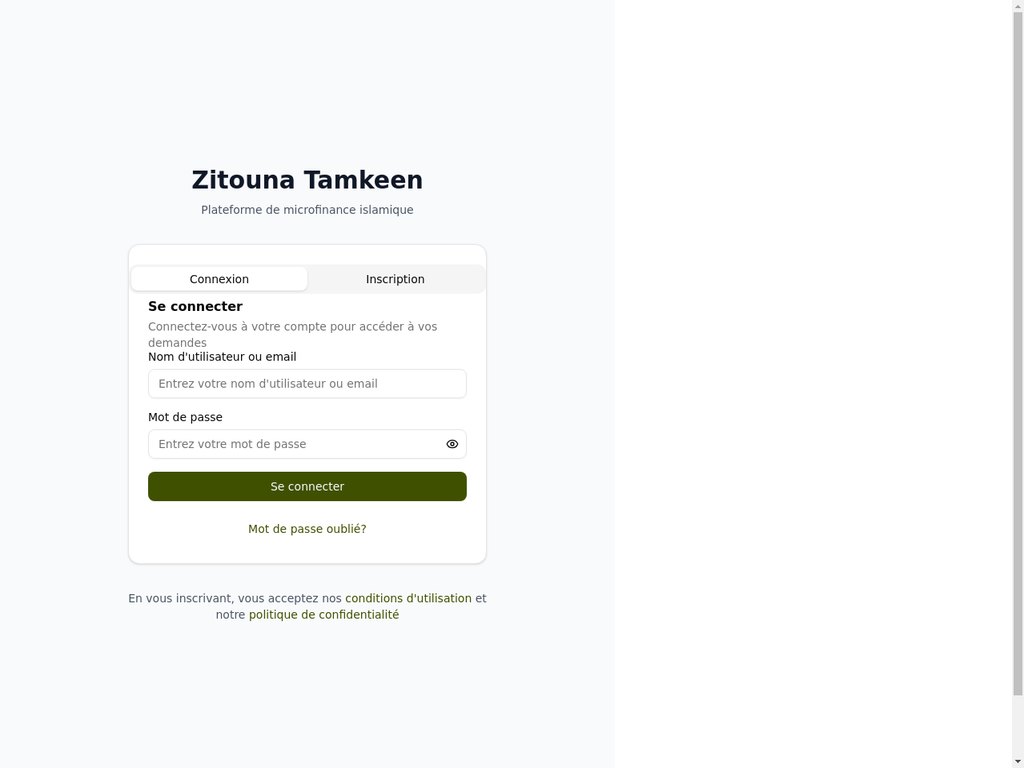 Zitouna Tamkeen
Plateforme de microfinance islamique
Connexion
Inscription
Se connecter
Connectez-vous à votre compte pour accéder à vos
demandes
Nom d'utilisateur ou email
Entrez votre nom d'utilisateur ou email
Mot de passe
Entrez votre mot de passe
Se connecter
Mot de passe oublié?
En vous inscrivant, vous acceptez nos conditions d'utilisation et
notre politique de confidentialité